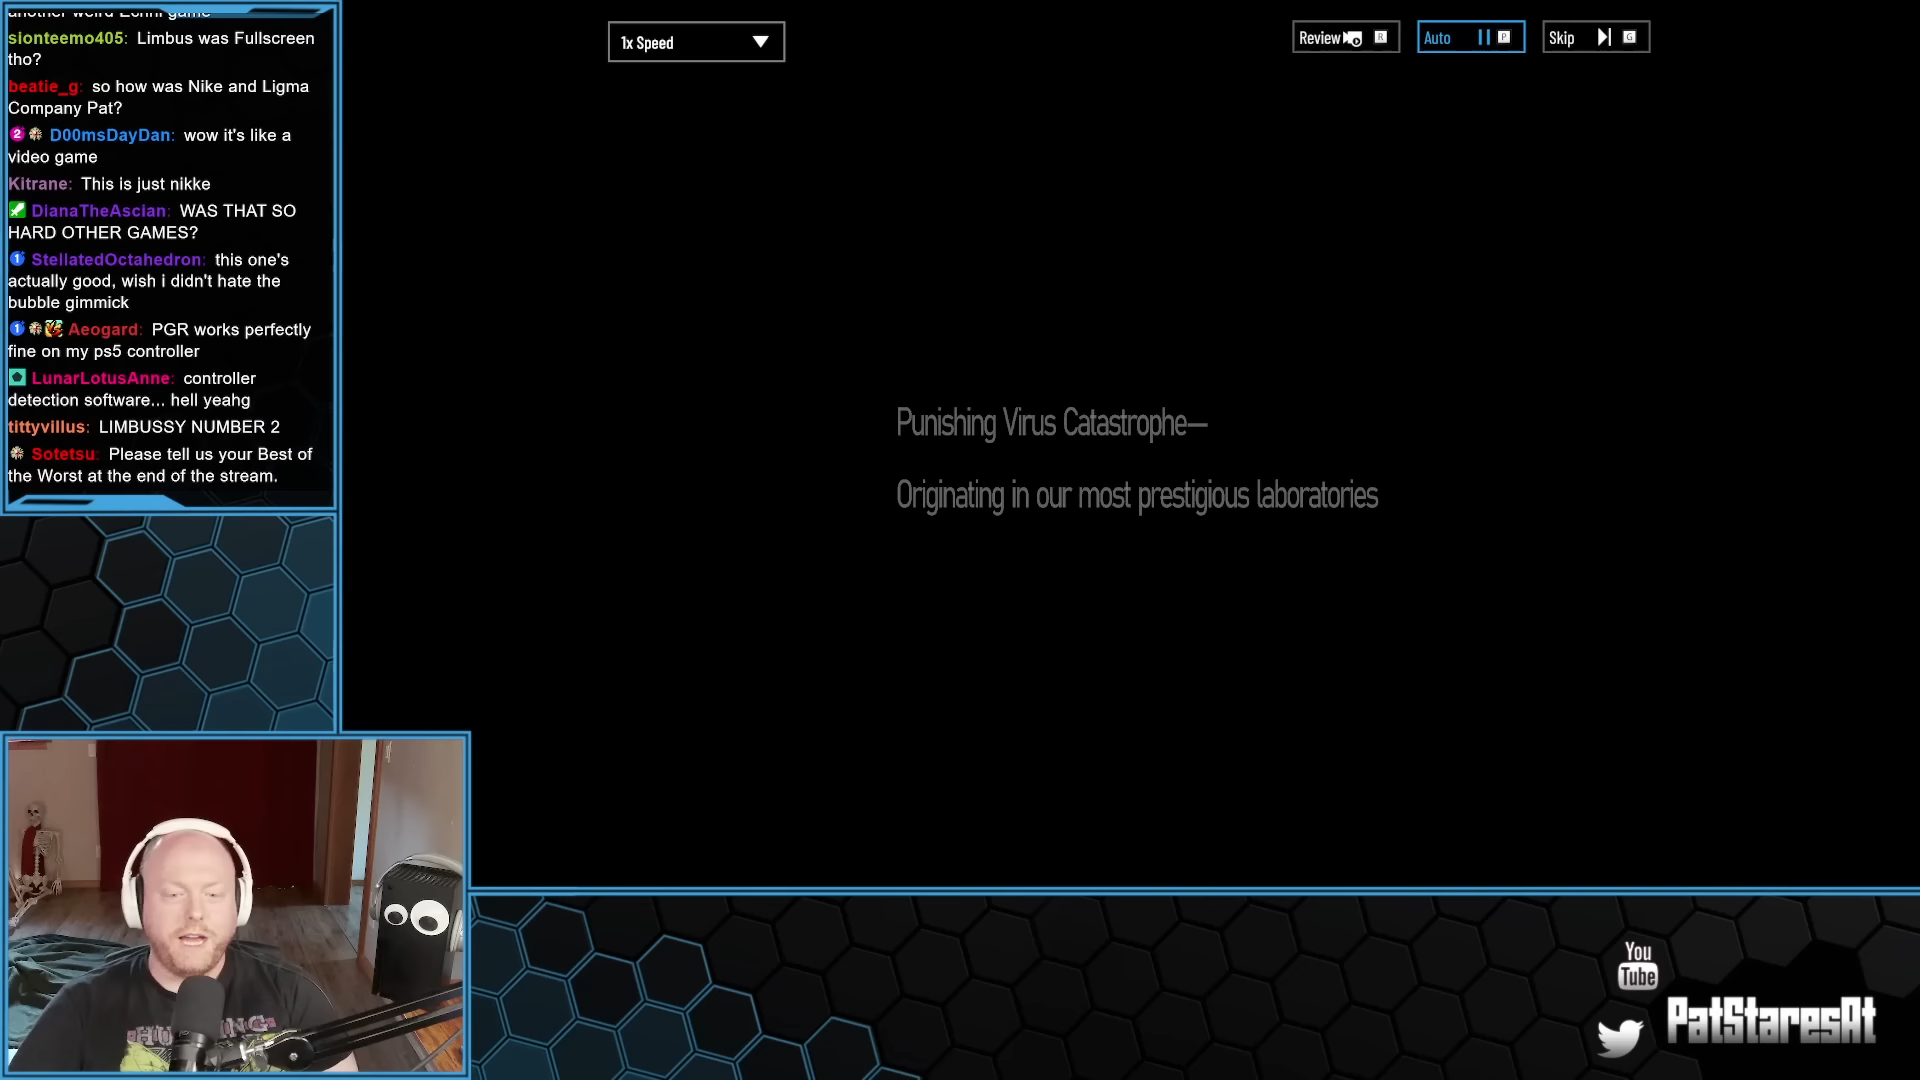 sionteemo405: Limbus was Fullscreen
tho?
beatie_g: so how was Nike and Ligma
Company Pat?
2 D00msDayDan: wow it's like a
video game
Kitrane: This is just nikke
DianaTheAscian: WAS THAT SO
HARD OTHER GAMES?
1 StellatedOctahedron: this one's
actually good, wish i didn't hate the
bubble gimmick
1 Aeogard: PGR works perfectly
fine on my ps5 controller
LunarLotusAnne: controller
detection software... hell yeahg
tittyvillus: LIMBUSSY NUMBER 2
Sotetsu: Please tell us your Best of
the Worst at the end of the stream.
1x Speed
Review R
Auto P
Skip G
Punishing Virus Catastrophe—
Originating in our most prestigious laboratories
You
Tube
PatStaresAt